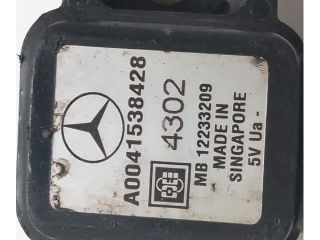 A0041538428
4302
MB 12233209
MADE IN
SINGAPORE
5V Ua -